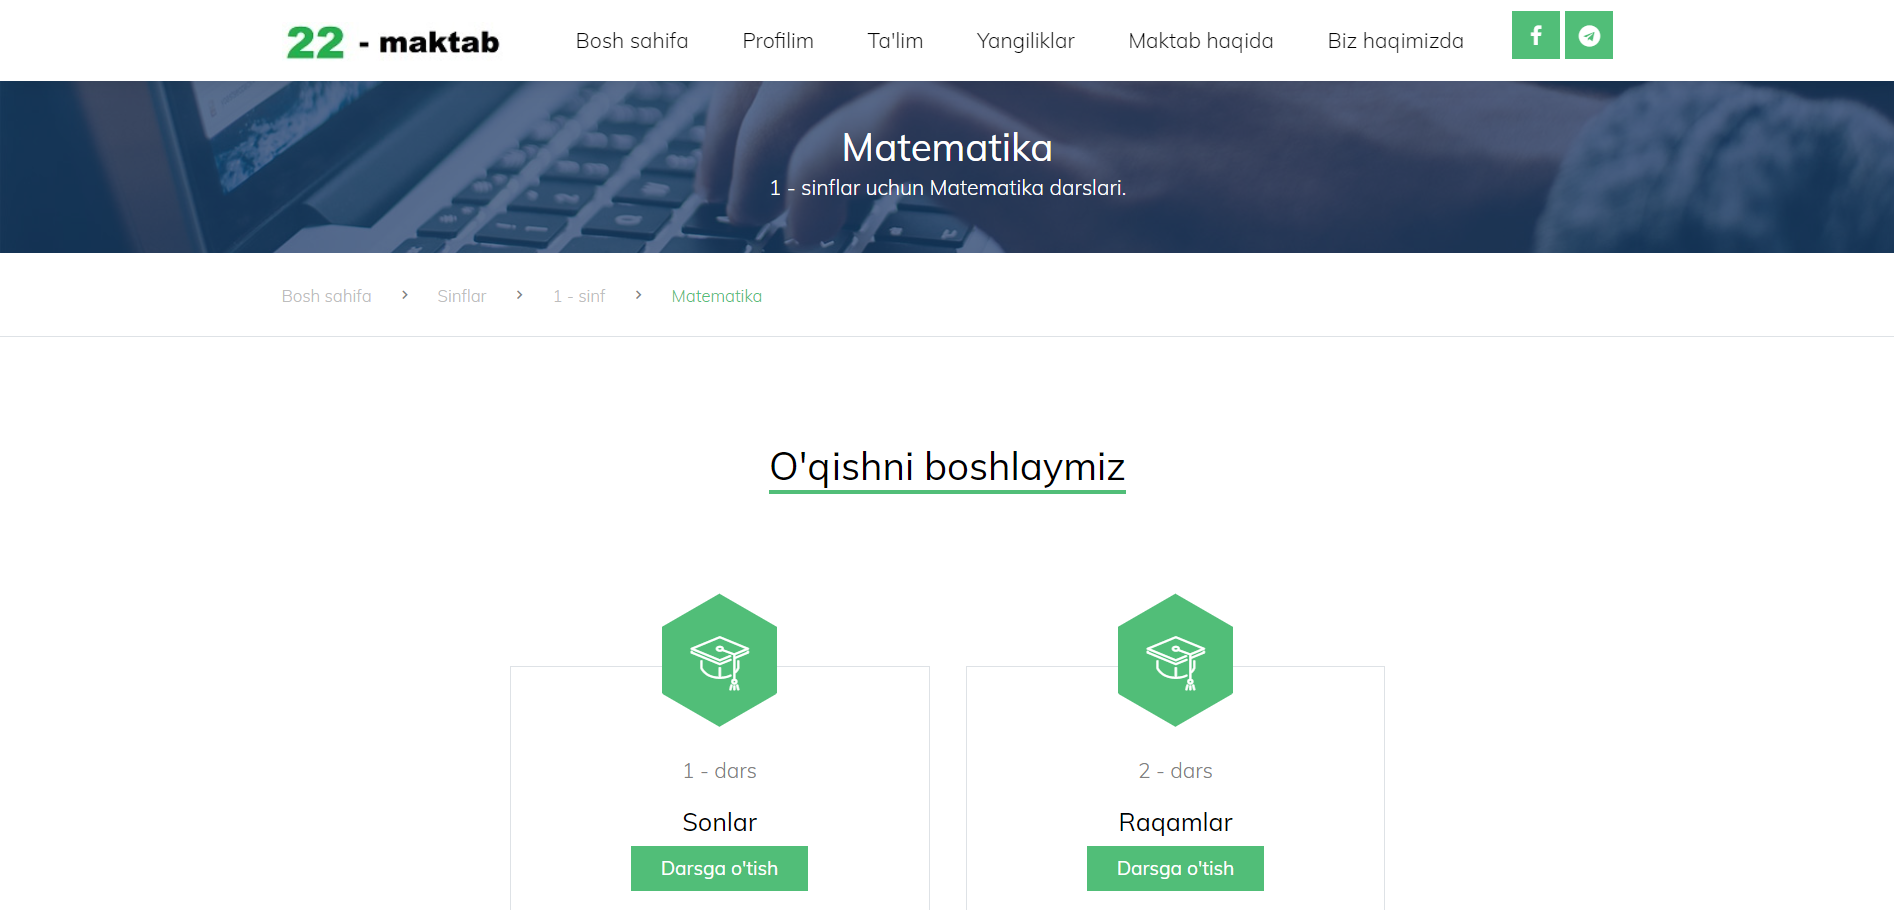 22 - maktab
Bosh sahifa
Profilim
Ta'lim
Yangiliklar
Maktab haqida
Biz haqimizda
Matematika
1 - sinflar uchun Matematika darslari.
Bosh sahifa > Sinflar > 1 - sinf > Matematika
O'qishni boshlaymiz
1 - dars
Sonlar
Darsga o'tish
2 - dars
Raqamlar
Darsga o'tish